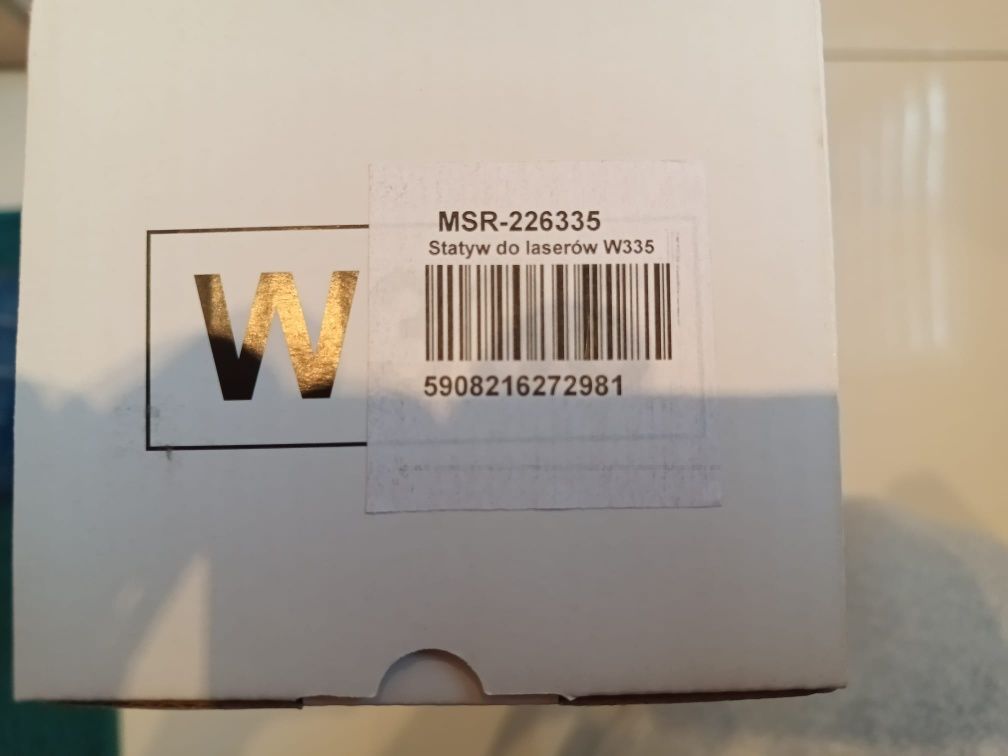 W
MSR-226335
Statyw do laserów W335
5908216272981